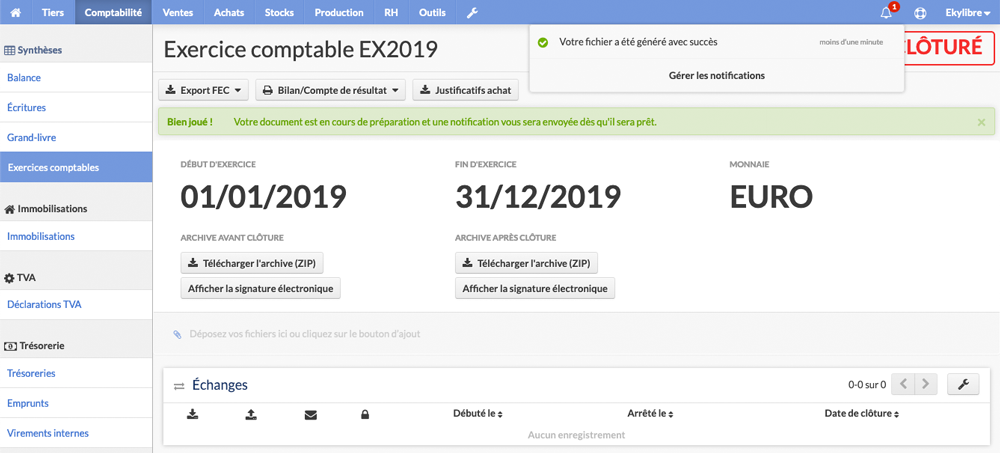 Tiers Comptabilité Ventes Achats Stocks Production RH Outils 1 Ekylibre
Synthèses
Balance
Écritures
Grand-livre
Exercices comptables
Immobilisations
Immobilisations
TVA
Déclarations TVA
Trésorerie
Trésoreries
Emprunts
Virements internes
Exercice comptable EX2019
Votre fichier a été généré avec succès moins d'une minute
Gérer les notifications
LÔTURÉ
Export FEC Bilan/Compte de résultat Justificatifs achat
Bien joué ! Votre document est en cours de préparation et une notification vous sera envoyée dès qu'il sera prêt. ×
DÉBUT D'EXERCICE FIN D'EXERCICE MONNAIE
01/01/2019 31/12/2019 EURO
ARCHIVE AVANT CLÔTURE ARCHIVE APRÈS CLÔTURE
Télécharger l'archive (ZIP) Télécharger l'archive (ZIP)
Afficher la signature électronique Afficher la signature électronique
Déposez vos fichiers ici ou cliquez sur le bouton d'ajout
Échanges 0-0 sur 0
Débuté le Arrêté le Date de clôture
Aucun enregistrement